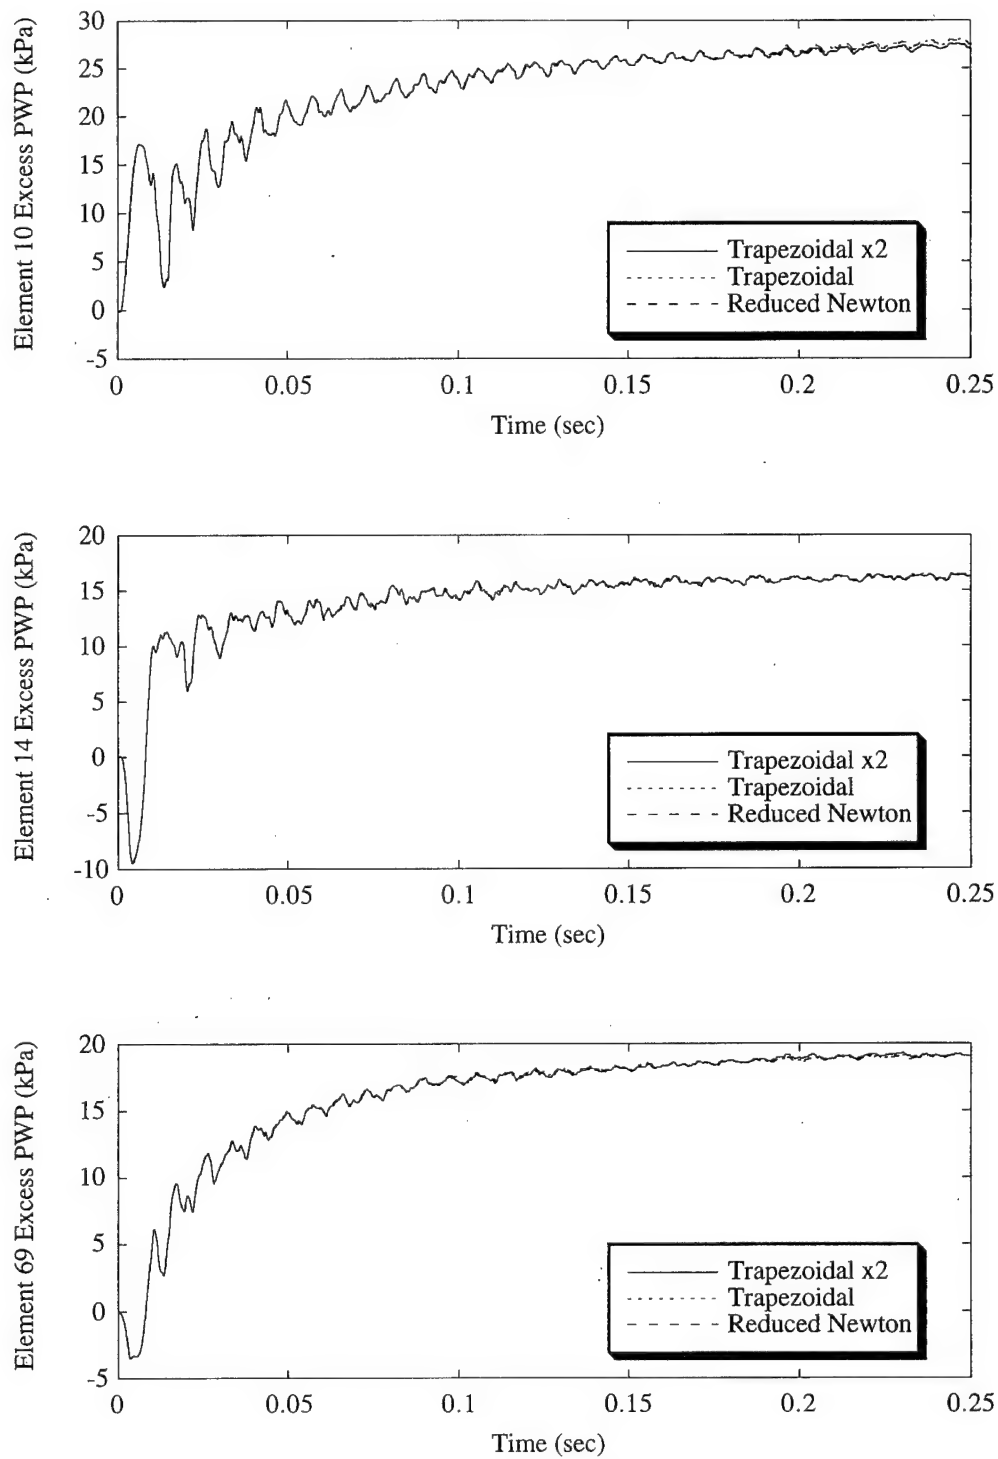 Element 10 Excess PWP (kPa)
30
25
20
15
10
5
0
-5
Trapezoidal x2
Trapezoidal
Reduced Newton
0 0.05 0.1 0.15 0.2 0.25
Time (sec)
Element 14 Excess PWP (kPa)
20
15
10
5
0
-5
-10
Trapezoidal x2
Trapezoidal
Reduced Newton
0 0.05 0.1 0.15 0.2 0.25
Time (sec)
Element 69 Excess PWP (kPa)
20
15
10
5
0
-5
Trapezoidal x2
Trapezoidal
Reduced Newton
0 0.05 0.1 0.15 0.2 0.25
Time (sec)